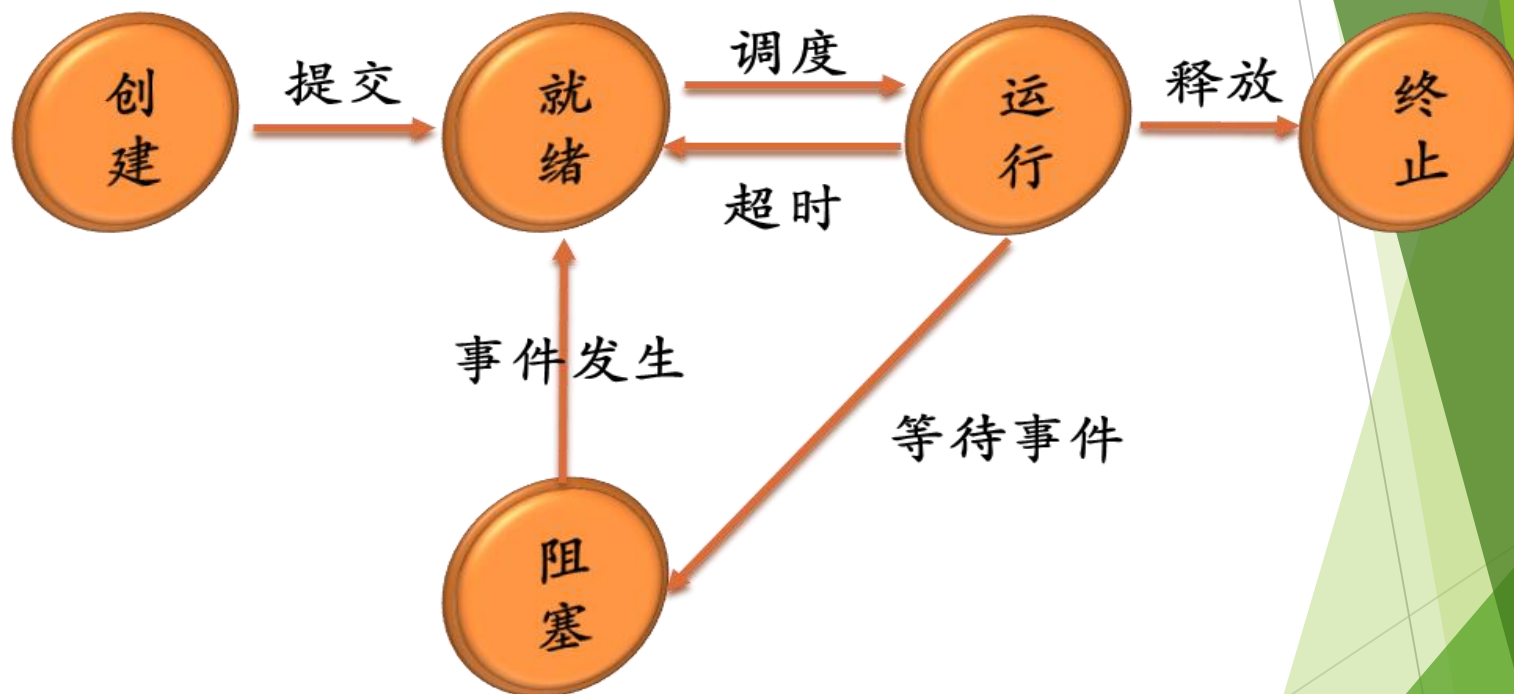 创
建
提交
就
绪
调度
超时
运
行
释放
终
止
事件发生
等待事件
阻
塞